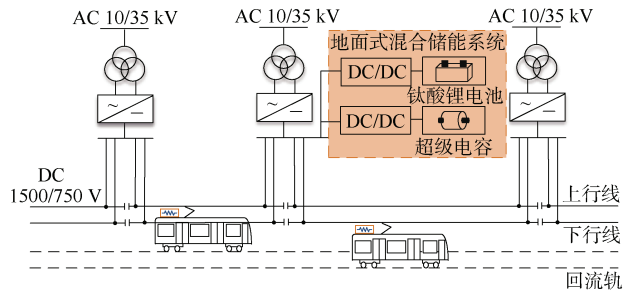 AC 10/35 kV
AC 10/35 kV
AC 10/35 kV
地面式混合储能系统
DC/DC
钛酸锂电池
DC/DC
超级电容
DC
1500/750 V
上行线
下行线
回流轨